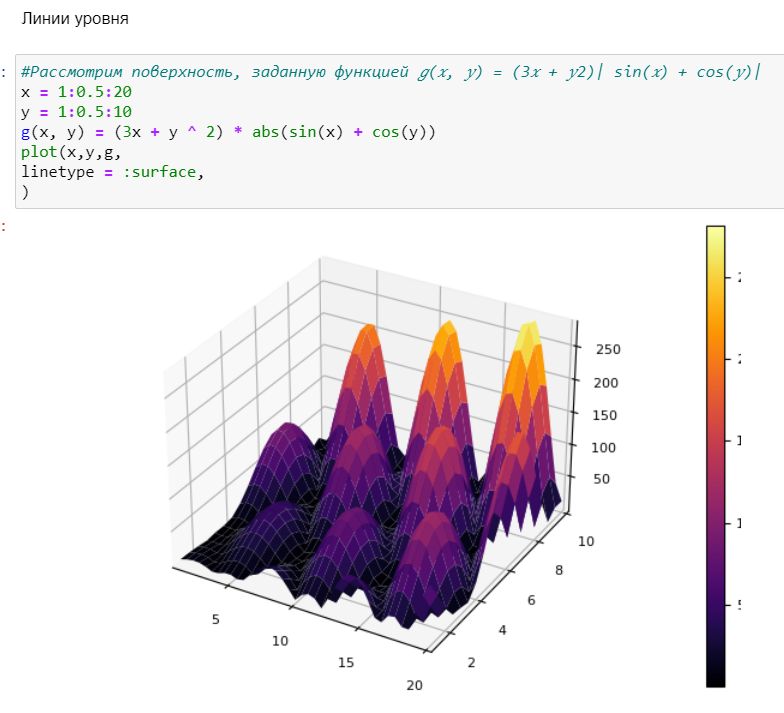 Линии уровня
: #Рассмотрим поверхность, заданную функцией g(x, y) = (3x + y2)| sin(x) + cos(y)|
x = 1:0.5:20
y = 1:0.5:10
g(x, y) = (3x + y ^ 2) * abs(sin(x) + cos(y))
plot(x,y,g,
linetype = :surface,
)
:
250
200
150
100
50
10
8
6
4
2
5
10
15
20